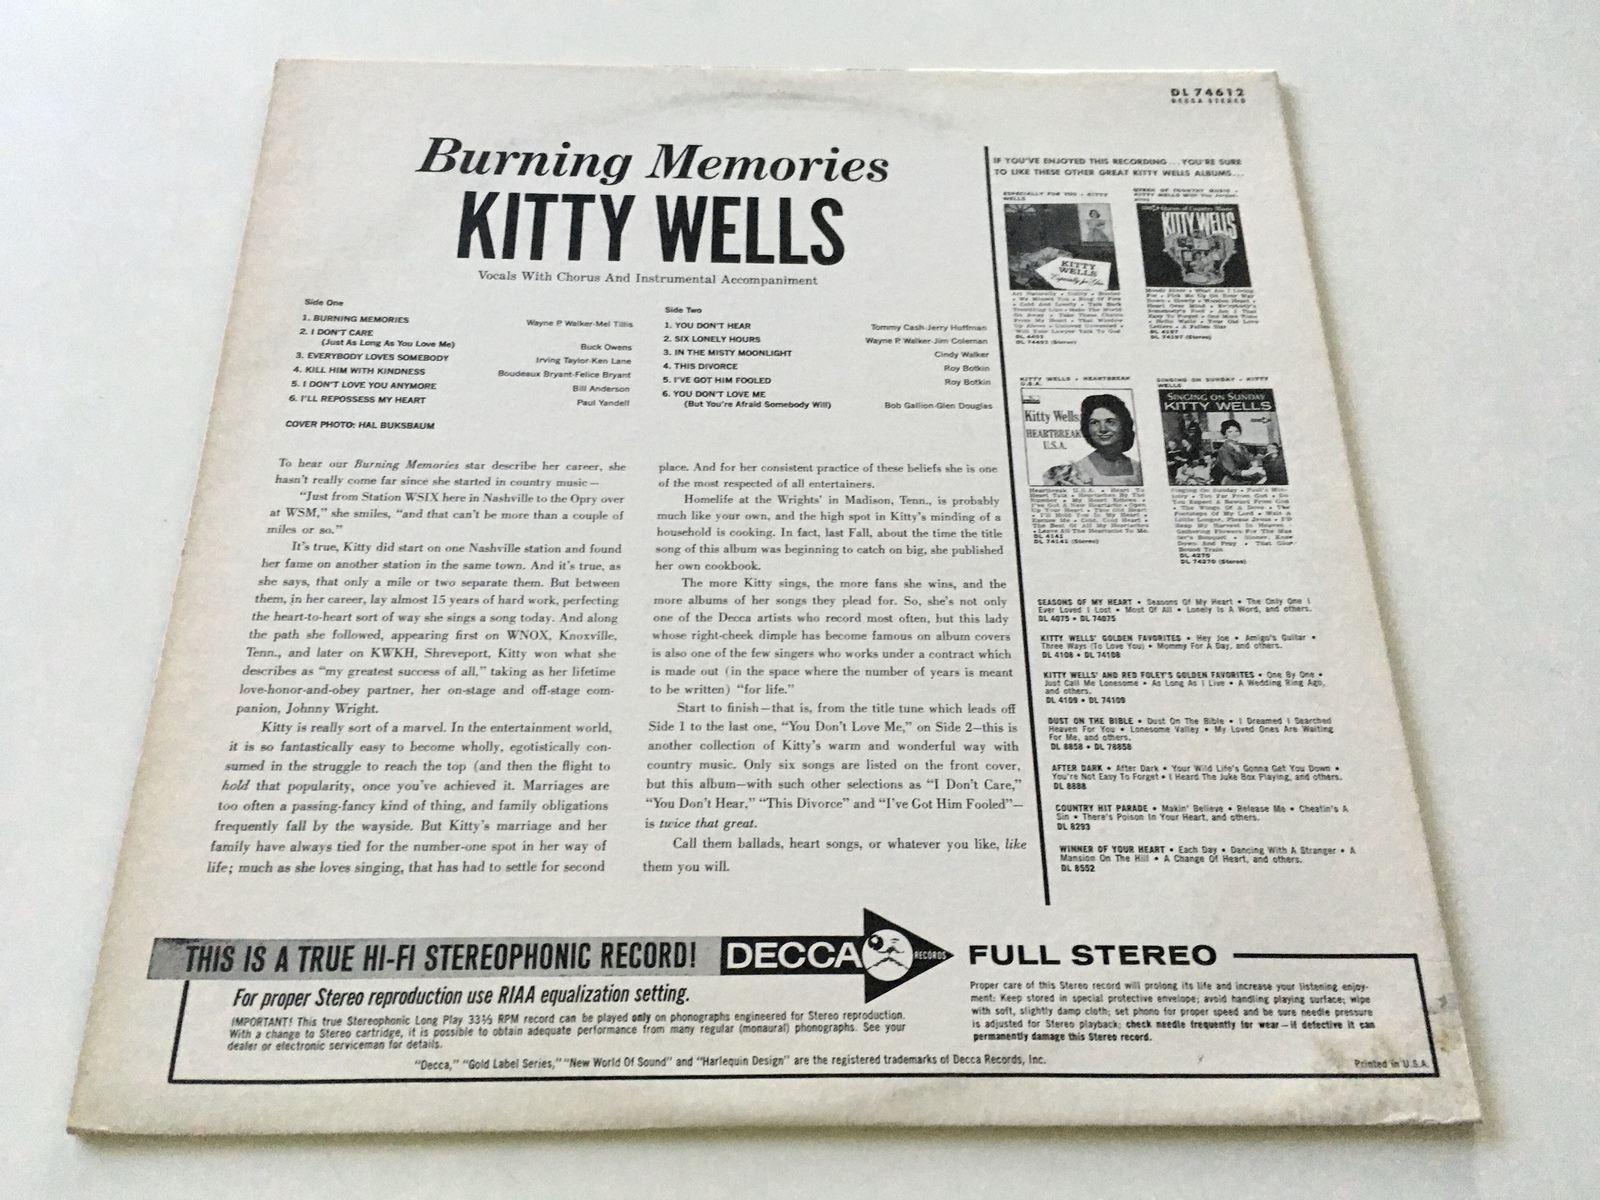 DL 74612
DECCA STEREO
Burning Memories
KITTY WELLS
Vocals With Chorus And Instrumental Accompaniment
Side One
1. BURNING MEMORIES Wayne P. Walker-Mel Tillis
2. I DON'T CARE
(Just As Long As You Love Me) Buck Owens
3. EVERYBODY LOVES SOMEBODY Irving Taylor-Ken Lane
4. KILL HIM WITH KINDNESS Boudeaux Bryant-Felice Bryant
5. I DON'T LOVE YOU ANYMORE Bill Anderson
6. I'LL REPOSSESS MY HEART Paul Yandell
COVER PHOTO: HAL BUKSBAUM
Side Two
1. YOU DON'T HEAR Tommy Cash-Jerry Huffman
2. SIX LONELY HOURS Wayne P. Walker-Jim Coleman
3. IN THE MISTY MOONLIGHT Cindy Walker
4. THIS DIVORCE Roy Botkin
5. I'VE GOT HIM FOOLED Roy Botkin
6. YOU DON'T LOVE ME
(But You're Afraid Somebody Will) Bob Gallion-Glen Douglas
To hear our Burning Memories star describe her career, she
hasn't really come far since she started in country music—
"Just from Station WSIX here in Nashville to the Opry over
at WSM," she smiles, "and that can't be more than a couple of
miles or so."
It's true, Kitty did start on one Nashville station and found
her fame on another station in the same town. And it's true, as
she says, that only a mile or two separate them. But between
them, in her career, lay almost 15 years of hard work, perfecting
the heart-to-heart sort of way she sings a song today. And along
the path she followed, appearing first on WNOX, Knoxville,
Tenn., and later on KWKH, Shreveport, Kitty won what she
describes as "my greatest success of all," taking as her lifetime
love-honor-and-obey partner, her on-stage and off-stage com-
panion, Johnny Wright.
Kitty is really sort of a marvel. In the entertainment world,
it is so fantastically easy to become wholly, egotistically con-
sumed in the struggle to reach the top (and then the flight to
hold that popularity, once you've achieved it. Marriages are
too often a passing-fancy kind of thing, and family obligations
frequently fall by the wayside. But Kitty's marriage and her
family have always tied for the number-one spot in her way of
life; much as she loves singing, that has had to settle for second
place. And for her consistent practice of these beliefs she is one
of the most respected of all entertainers.
Homelife at the Wrights' in Madison, Tenn., is probably
much like your own, and the high spot in Kitty's minding of a
household is cooking. In fact, last Fall, about the time the title
song of this album was beginning to catch on big, she published
her own cookbook.
The more Kitty sings, the more fans she wins, and the
more albums of her songs they plead for. So, she's not only
one of the Decca artists who record most often, but this lady
whose right-cheek dimple has become famous on album covers
is also one of the few singers who works under a contract which
is made out (in the space where the number of years is meant
to be written) "for life."
Start to finish—that is, from the title tune which leads off
Side 1 to the last one, "You Don't Love Me," on Side 2—this is
another collection of Kitty's warm and wonderful way with
country music. Only six songs are listed on the front cover,
but this album—with such other selections as "I Don't Care,"
"You Don't Hear," "This Divorce" and "I've Got Him Fooled"—
is twice that great.
Call them ballads, heart songs, or whatever you like, like
them you will.
IF YOU'VE ENJOYED THIS RECORDING...YOU'RE SURE
TO LIKE THESE OTHER GREAT KITTY WELLS ALBUMS...
ESPECIALLY FOR YOU • KITTY
WELLS
KITTY
WELLS
Especially for You
QUEEN OF COUNTRY MUSIC •
KITTY WELLS
KITTY WELLS
DL 74197 (Stereo)
KITTY WELLS • HEARTBREAK
U.S.A.
Kitty Wells
HEARTBREAK
U.S.A.
DL 4141
DL 74141 (Stereo)
SINGING ON SUNDAY • KITTY
WELLS
SINGING ON SUNDAY
KITTY WELLS
DL 4270
DL 74270 (Stereo)
SEASONS OF MY HEART • Seasons Of My Heart • The Only One I
Ever Loved I Lost • Most Of All • Lonely Is A Word, and others.
DL 4075 • DL 74075
KITTY WELLS' GOLDEN FAVORITES • Hey Joe • Amigo's Guitar •
Three Ways (To Love You) • Mommy For A Day, and others.
DL 4108 • DL 74108
KITTY WELLS' AND RED FOLEY'S GOLDEN FAVORITES • One By One •
Just Call Me Lonesome • As Long As I Live • A Wedding Ring Ago,
and others.
DL 4109 • DL 74109
DUST ON THE BIBLE • Dust On The Bible • I Dreamed I Searched
Heaven For You • Lonesome Valley • My Loved Ones Are Waiting
For Me, and others.
DL 8858 • DL 78858
AFTER DARK • After Dark • Your Wild Life's Gonna Get You Down •
You're Not Easy To Forget • I Heard The Juke Box Playing, and others.
DL 8888
COUNTRY HIT PARADE • Makin' Believe • Release Me • Cheatin's A
Sin • There's Poison In Your Heart, and others.
DL 8293
WINNER OF YOUR HEART • Each Day • Dancing With A Stranger • A
Mansion On The Hill • A Change Of Heart, and others.
DL 8552
THIS IS A TRUE HI-FI STEREOPHONIC RECORD!
DECCA RECORDS
FULL STEREO
For proper Stereo reproduction use RIAA equalization setting.
IMPORTANT! This true Stereophonic Long Play 33⅓ RPM record can be played only on phonographs engineered for Stereo reproduction.
With a change to Stereo cartridge, it is possible to obtain adequate performance from many regular (monaural) phonographs. See your
dealer or electronic serviceman for details.
Proper care of this Stereo record will prolong its life and increase your listening enjoy-
ment: Keep stored in special protective envelope; avoid handling playing surface; wipe
with soft, slightly damp cloth; set phono for proper speed and be sure needle pressure
is adjusted for Stereo playback; check needle frequently for wear—if defective it can
permanently damage this Stereo record.
"Decca," "Gold Label Series," "New World Of Sound" and "Harlequin Design" are the registered trademarks of Decca Records, Inc.
Printed in U.S.A.